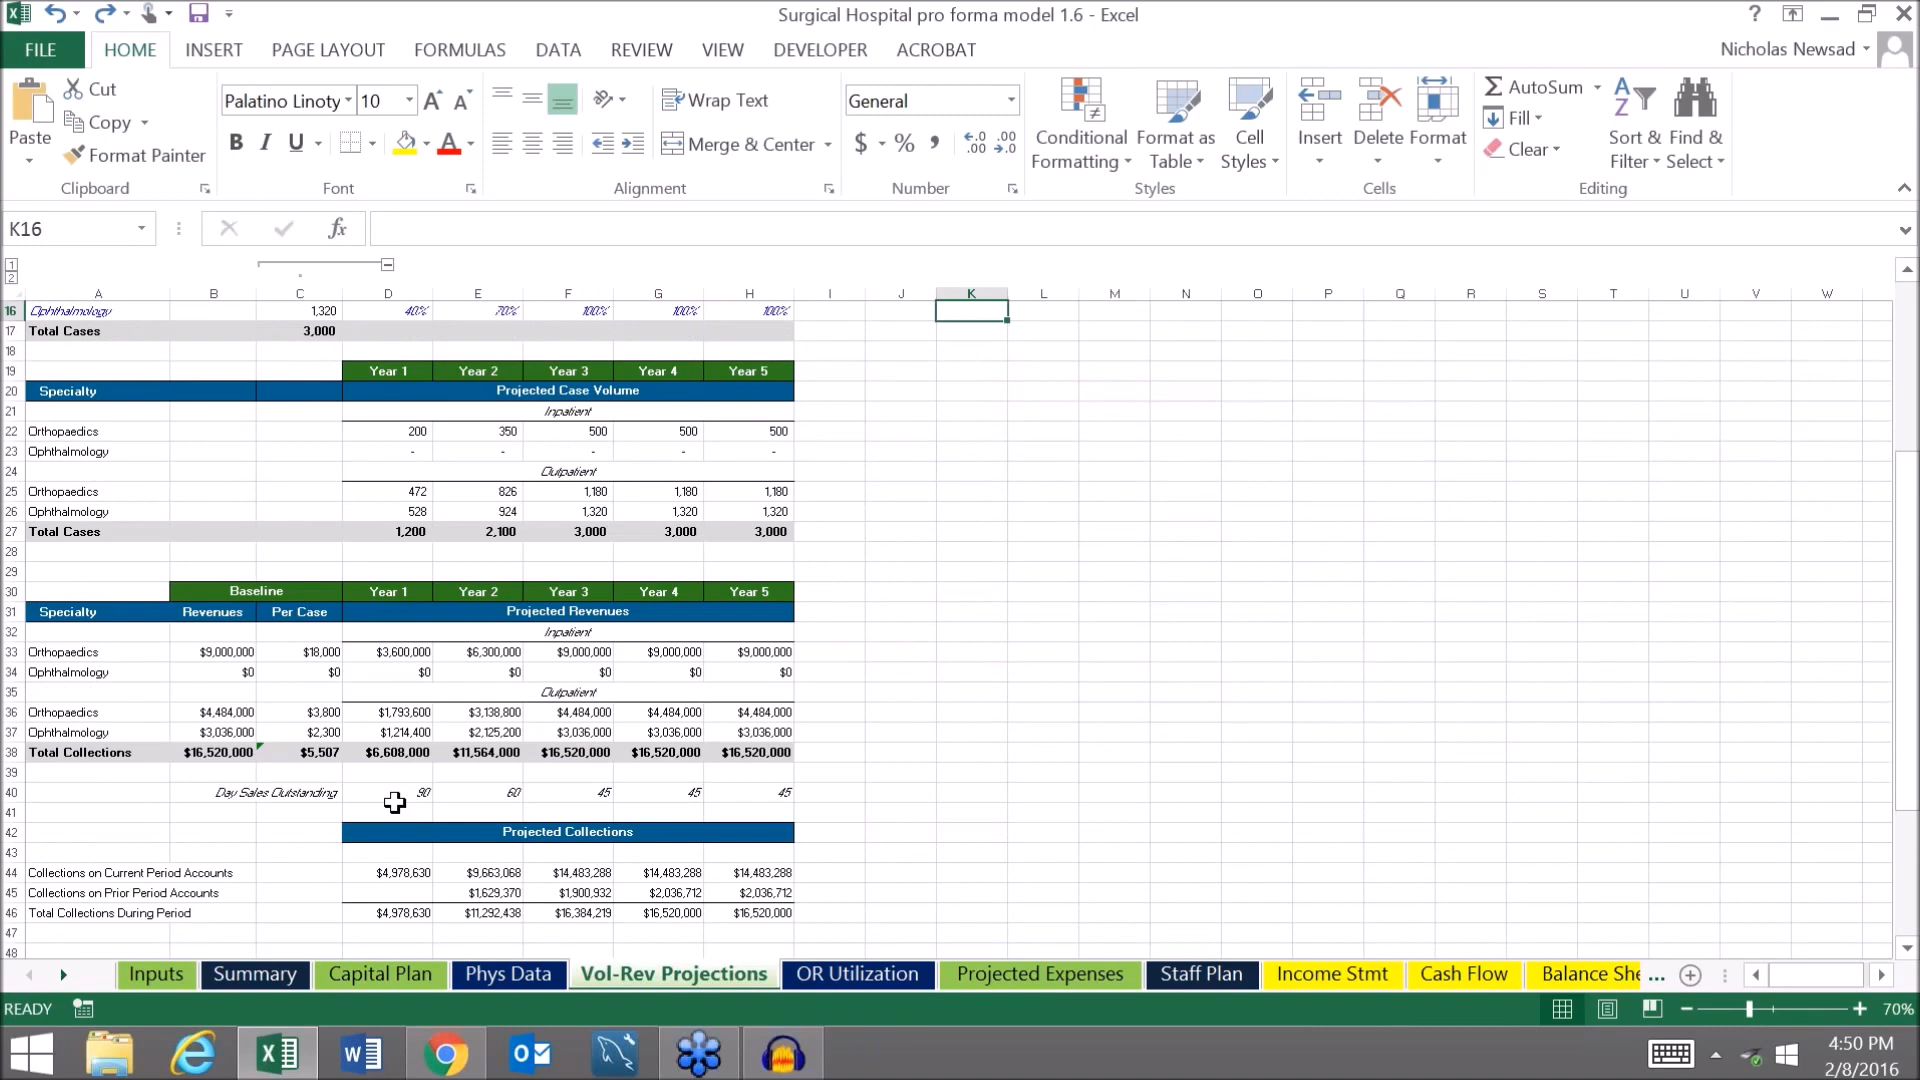 Surgical Hospital pro forma model 1.6 - Excel
?
FILE HOME INSERT PAGE LAYOUT FORMULAS DATA REVIEW VIEW DEVELOPER ACROBAT Nicholas Newsad
Paste
Cut
Copy
Format Painter
Clipboard
Palatino Linoty 10
B I U
Font
Wrap Text
Merge & Center
Alignment
General
$ % ,
Number
Conditional Formatting
Format as Table
Cell Styles
Styles
Insert
Delete
Format
Cells
AutoSum
Fill
Clear
Sort & Filter
Find & Select
Editing
K16
fx
1
2
A B C D E F G H I J K L M N O P Q R S T U V W
16 Ophthalmology 1,320 40% 70% 100% 100% 100%
17 Total Cases 3,000
18
19 Year 1 Year 2 Year 3 Year 4 Year 5
20 Specialty Projected Case Volume
21 Inpatient
22 Orthopaedics 200 350 500 500 500
23 Ophthalmology - - - - -
24 Outpatient
25 Orthopaedics 472 826 1,180 1,180 1,180
26 Ophthalmology 528 924 1,320 1,320 1,320
27 Total Cases 1,200 2,100 3,000 3,000 3,000
28
29
30 Baseline Year 1 Year 2 Year 3 Year 4 Year 5
31 Specialty Revenues Per Case Projected Revenues
32 Inpatient
33 Orthopaedics $9,000,000 $18,000 $3,600,000 $6,300,000 $9,000,000 $9,000,000 $9,000,000
34 Ophthalmology $0 $0 $0 $0 $0 $0 $0
35 Outpatient
36 Orthopaedics $4,484,000 $3,800 $1,793,600 $3,138,800 $4,484,000 $4,484,000 $4,484,000
37 Ophthalmology $3,036,000 $2,300 $1,214,400 $2,125,200 $3,036,000 $3,036,000 $3,036,000
38 Total Collections $16,520,000 $5,507 $6,608,000 $11,564,000 $16,520,000 $16,520,000 $16,520,000
39
40 Day Sales Outstanding 90 60 45 45 45
41
42 Projected Collections
43
44 Collections on Current Period Accounts $4,978,630 $9,663,068 $14,483,288 $14,483,288 $14,483,288
45 Collections on Prior Period Accounts $1,629,370 $1,900,932 $2,036,712 $2,036,712
46 Total Collections During Period $4,978,630 $11,292,438 $16,384,219 $16,520,000 $16,520,000
47
48
Inputs Summary Capital Plan Phys Data Vol-Rev Projections OR Utilization Projected Expenses Staff Plan Income Stmt Cash Flow Balance She ...
READY 70%
4:50 PM
2/8/2016